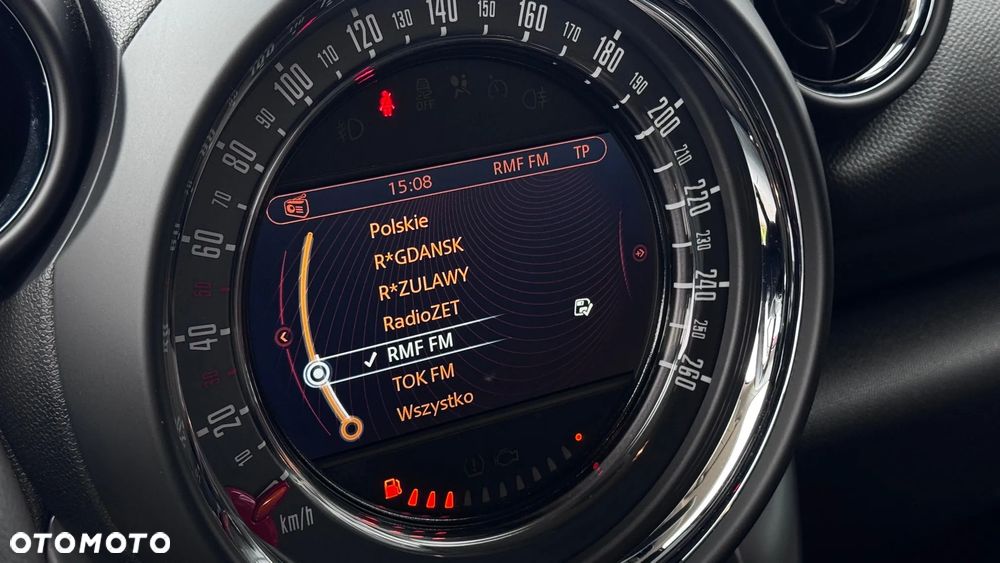 10
20
30
40
50
60
70
80
90
100
110
120
130
140
150
160
170
180
190
200
210
220
230
240
250
260
km/h
OFF
15:08 RMF FM TP
Polskie
R*GDANSK
R*ZULAWY
RadioZET
✓ RMF FM
TOK FM
Wszystko
OTOMOTO